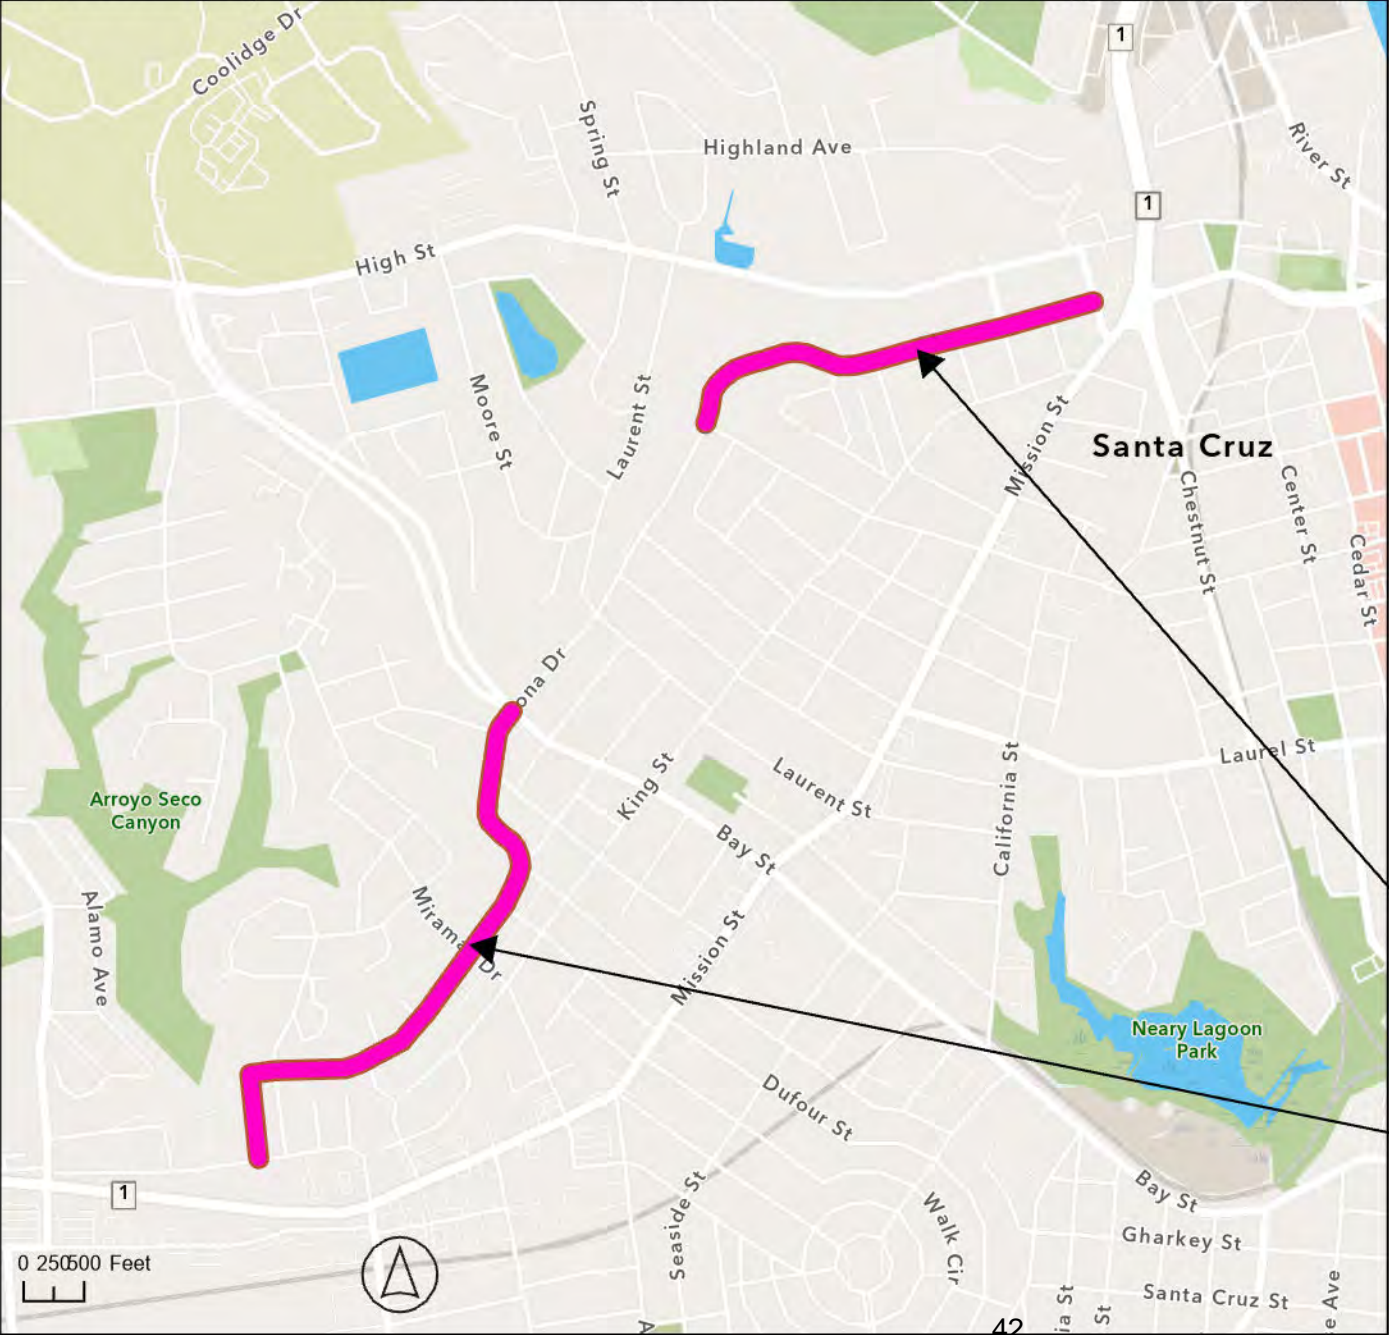 Coolidge Dr
1
Spring St
Highland Ave
River St
1
High St
Moore St
Laurent St
Mission St
Santa Cruz
Chestnut St
Center St
Cedar St
ona Dr
King St
Laurent St
California St
Laurel St
Arroyo Seco
Canyon
Bay St
Alamo Ave
Mirama Dr
Mission St
Neary Lagoon
Park
Dufour St
1
Seaside St
Walk Cir
Bay St
Gharkey St
0 250500 Feet
Santa Cruz St
ia St
St
e Ave
A
42